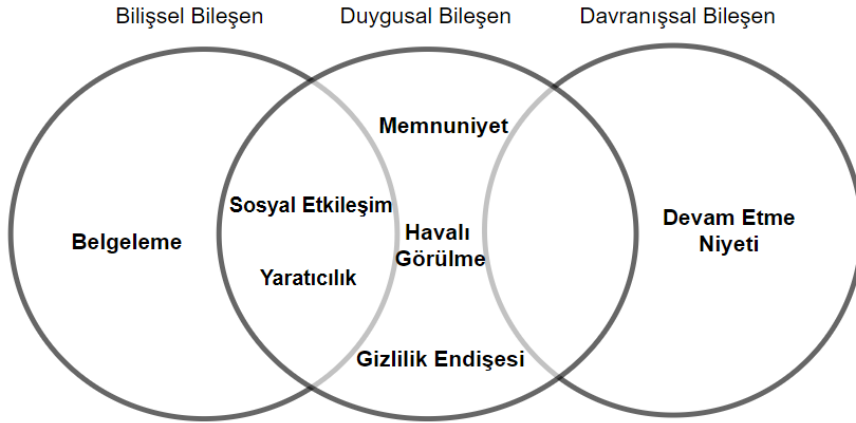 Bilişsel Bileşen
Duygusal Bileşen
Davranışsal Bileşen
Memnuniyet
Sosyal Etkileşim
Belgeleme
Havalı
Görülme
Devam Etme
Niyeti
Yaratıcılık
Gizlilik Endişesi